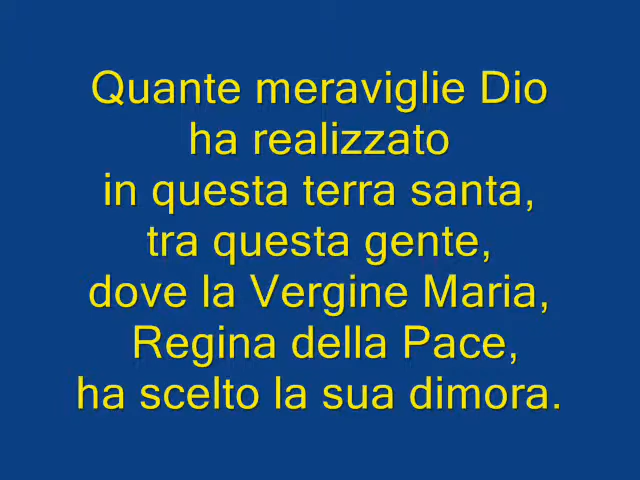 Quante meraviglie Dio
ha realizzato
in questa terra santa,
tra questa gente,
dove la Vergine Maria,
Regina della Pace,
ha scelto la sua dimora.